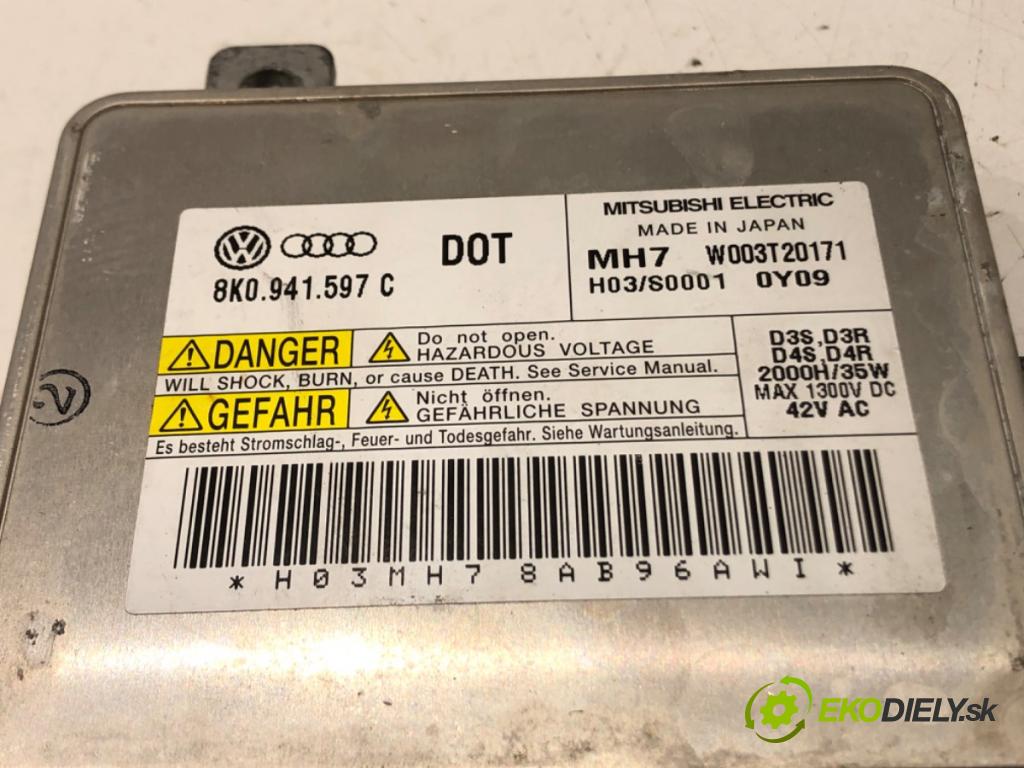 DOT
8K0.941.597 C
MITSUBISHI ELECTRIC
MADE IN JAPAN
MH7 W003T20171
H03/S0001 0Y09
DANGER
Do not open.
HAZARDOUS VOLTAGE
WILL SHOCK, BURN, or cause DEATH. See Service Manual.
GEFAHR
Nicht öffnen.
GEFÄHRLICHE SPANNUNG
Es besteht Stromschlag-, Feuer- und Todesgefahr. Siehe Wartungsanleitung.
D3S,D3R
D4S,D4R
2000H/35W
MAX 1300V DC
42V AC
*H03MH78AB96AWI*
EKODIELY.sk